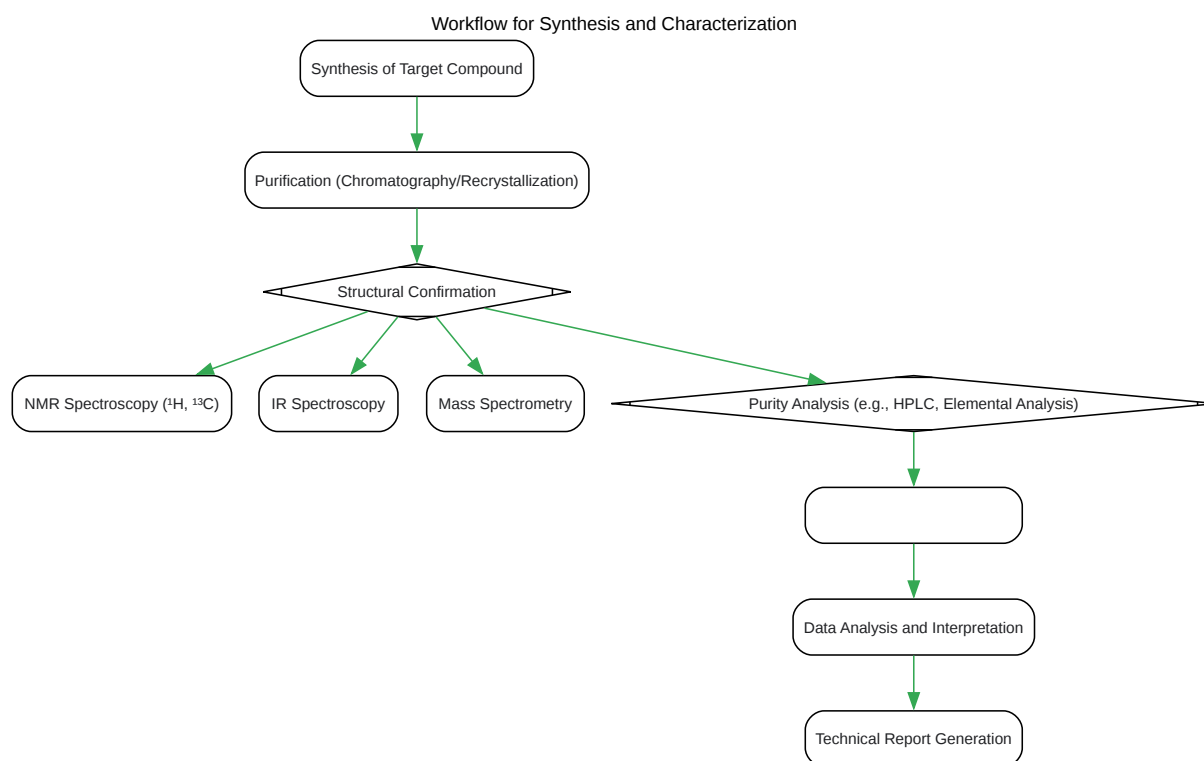 Workflow for Synthesis and Characterization
Synthesis of Target Compound
Purification (Chromatography/Recrystallization)
Structural Confirmation
NMR Spectroscopy (¹H, ¹³C)
IR Spectroscopy
Mass Spectrometry
Purity Analysis (e.g., HPLC, Elemental Analysis)
Data Analysis and Interpretation
Technical Report Generation